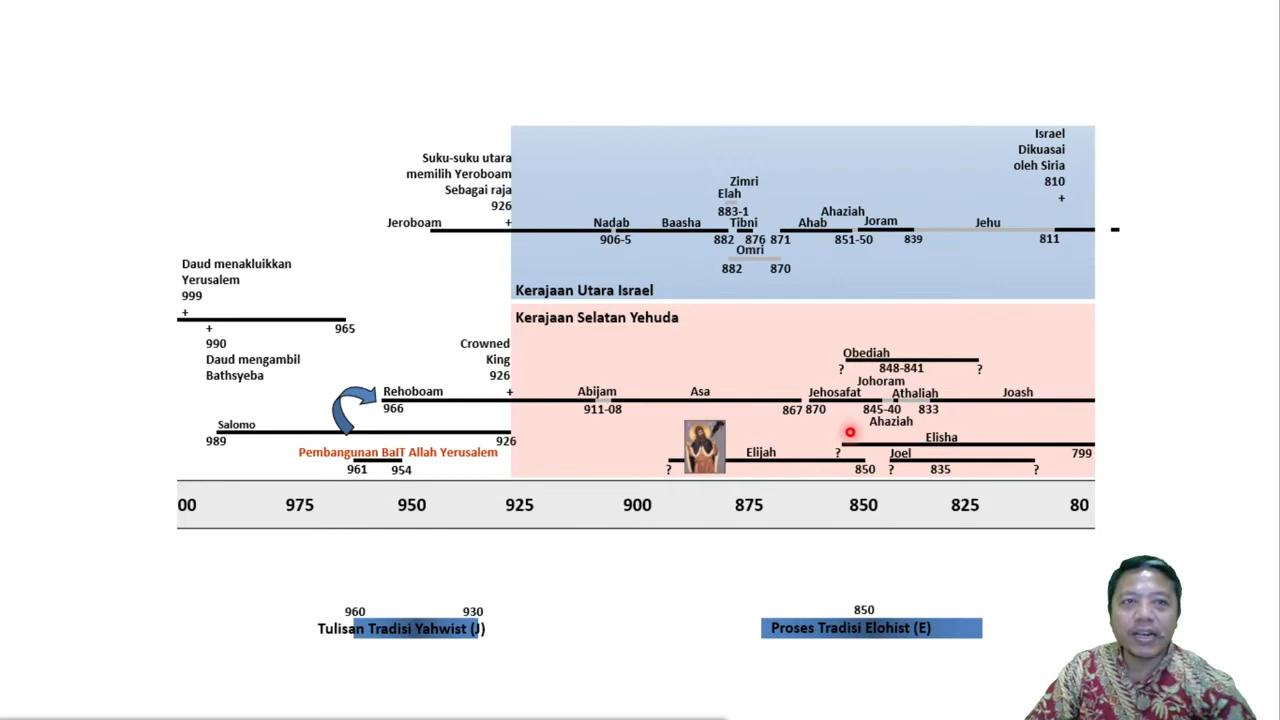 Israel
Dikuasai
oleh Siria
810
+
Suku-suku utara
memilih Yeroboam
Sebagai raja
926
+
Zimri
Elah
883-1
Jeroboam
Nadab
Baasha
Tibni
Ahab
Ahaziah
Joram
Jehu
906-5
882
876
871
851-50
839
811
Omri
882
870
Kerajaan Utara Israel
Daud menakluikkan
Yerusalem
999
+
965
+
990
Daud mengambil
Bathsyeba
Kerajaan Selatan Yehuda
Crowned
King
926
+
Obediah
?
848-841
?
Johoram
Rehoboam
Abijam
Asa
Jehosafat
Athaliah
Joash
966
911-08
867
870
845-40
833
Ahaziah
Salomo
989
926
Elisha
?
799
Pembangunan BaIT Allah Yerusalem
961
954
Elijah
?
850
Joel
?
835
?
00
975
950
925
900
875
850
825
80
960
930
Tulisan Tradisi Yahwist (J)
850
Proses Tradisi Elohist (E)